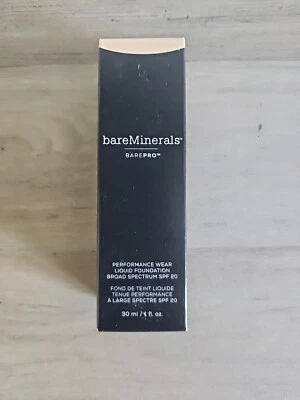 bareMinerals®
BAREPRO™
PERFORMANCE WEAR
LIQUID FOUNDATION
BROAD SPECTRUM SPF 20
FOND DE TEINT LIQUIDE
TENUE PERFORMANCE
À LARGE SPECTRE SPF 20
30 ml / 1 fl. oz.